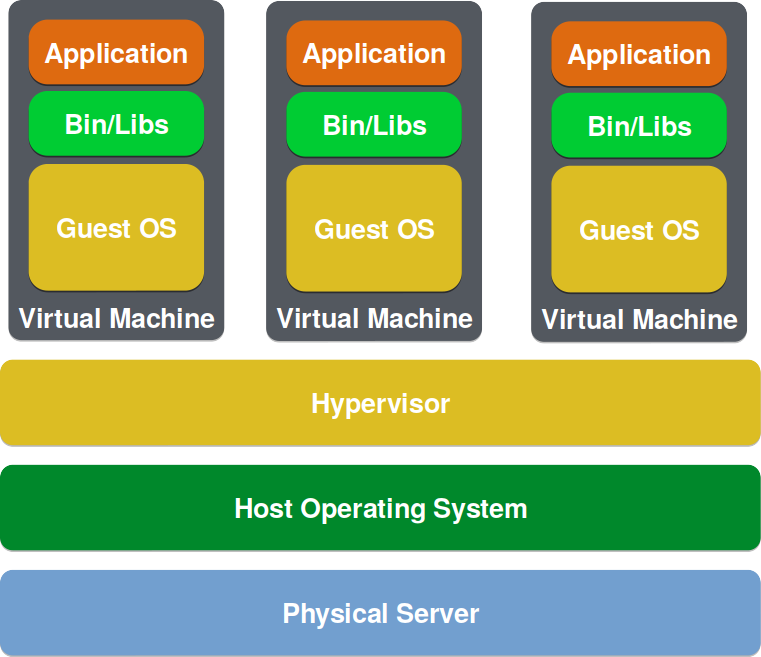 Application
Bin/Libs
Guest OS
Virtual Machine
Application
Bin/Libs
Guest OS
Virtual Machine
Application
Bin/Libs
Guest OS
Virtual Machine
Hypervisor
Host Operating System
Physical Server